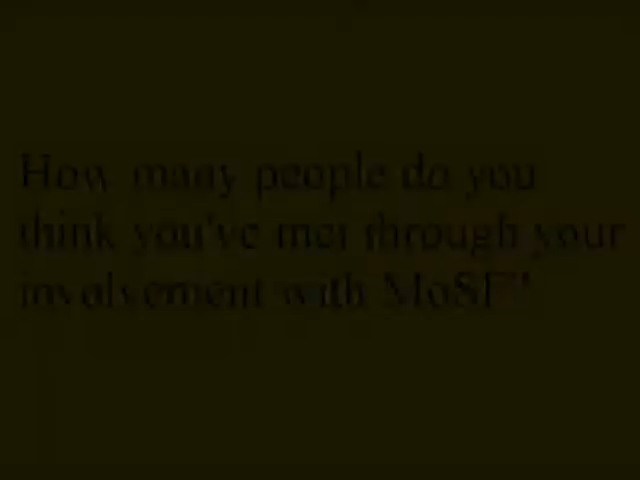 How many people do you
think you've met through your
involvement with MoSF?